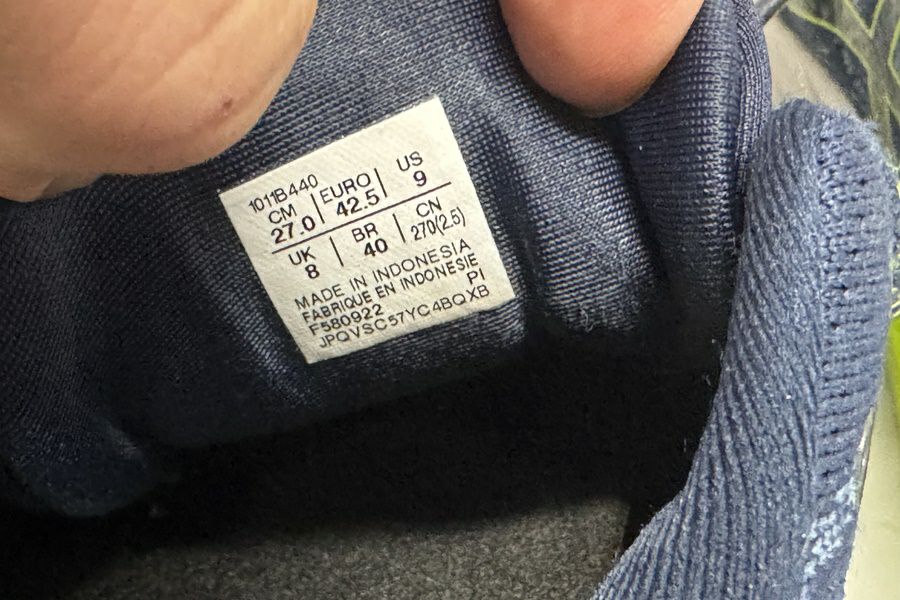 1011B440
CM EURO US
27.0 42.5 9
UK BR CN
8 40 270(2.5)
MADE IN INDONESIA
FABRIQUE EN INDONESIE
F580922 PI
JPQVSC57YC4BQXB